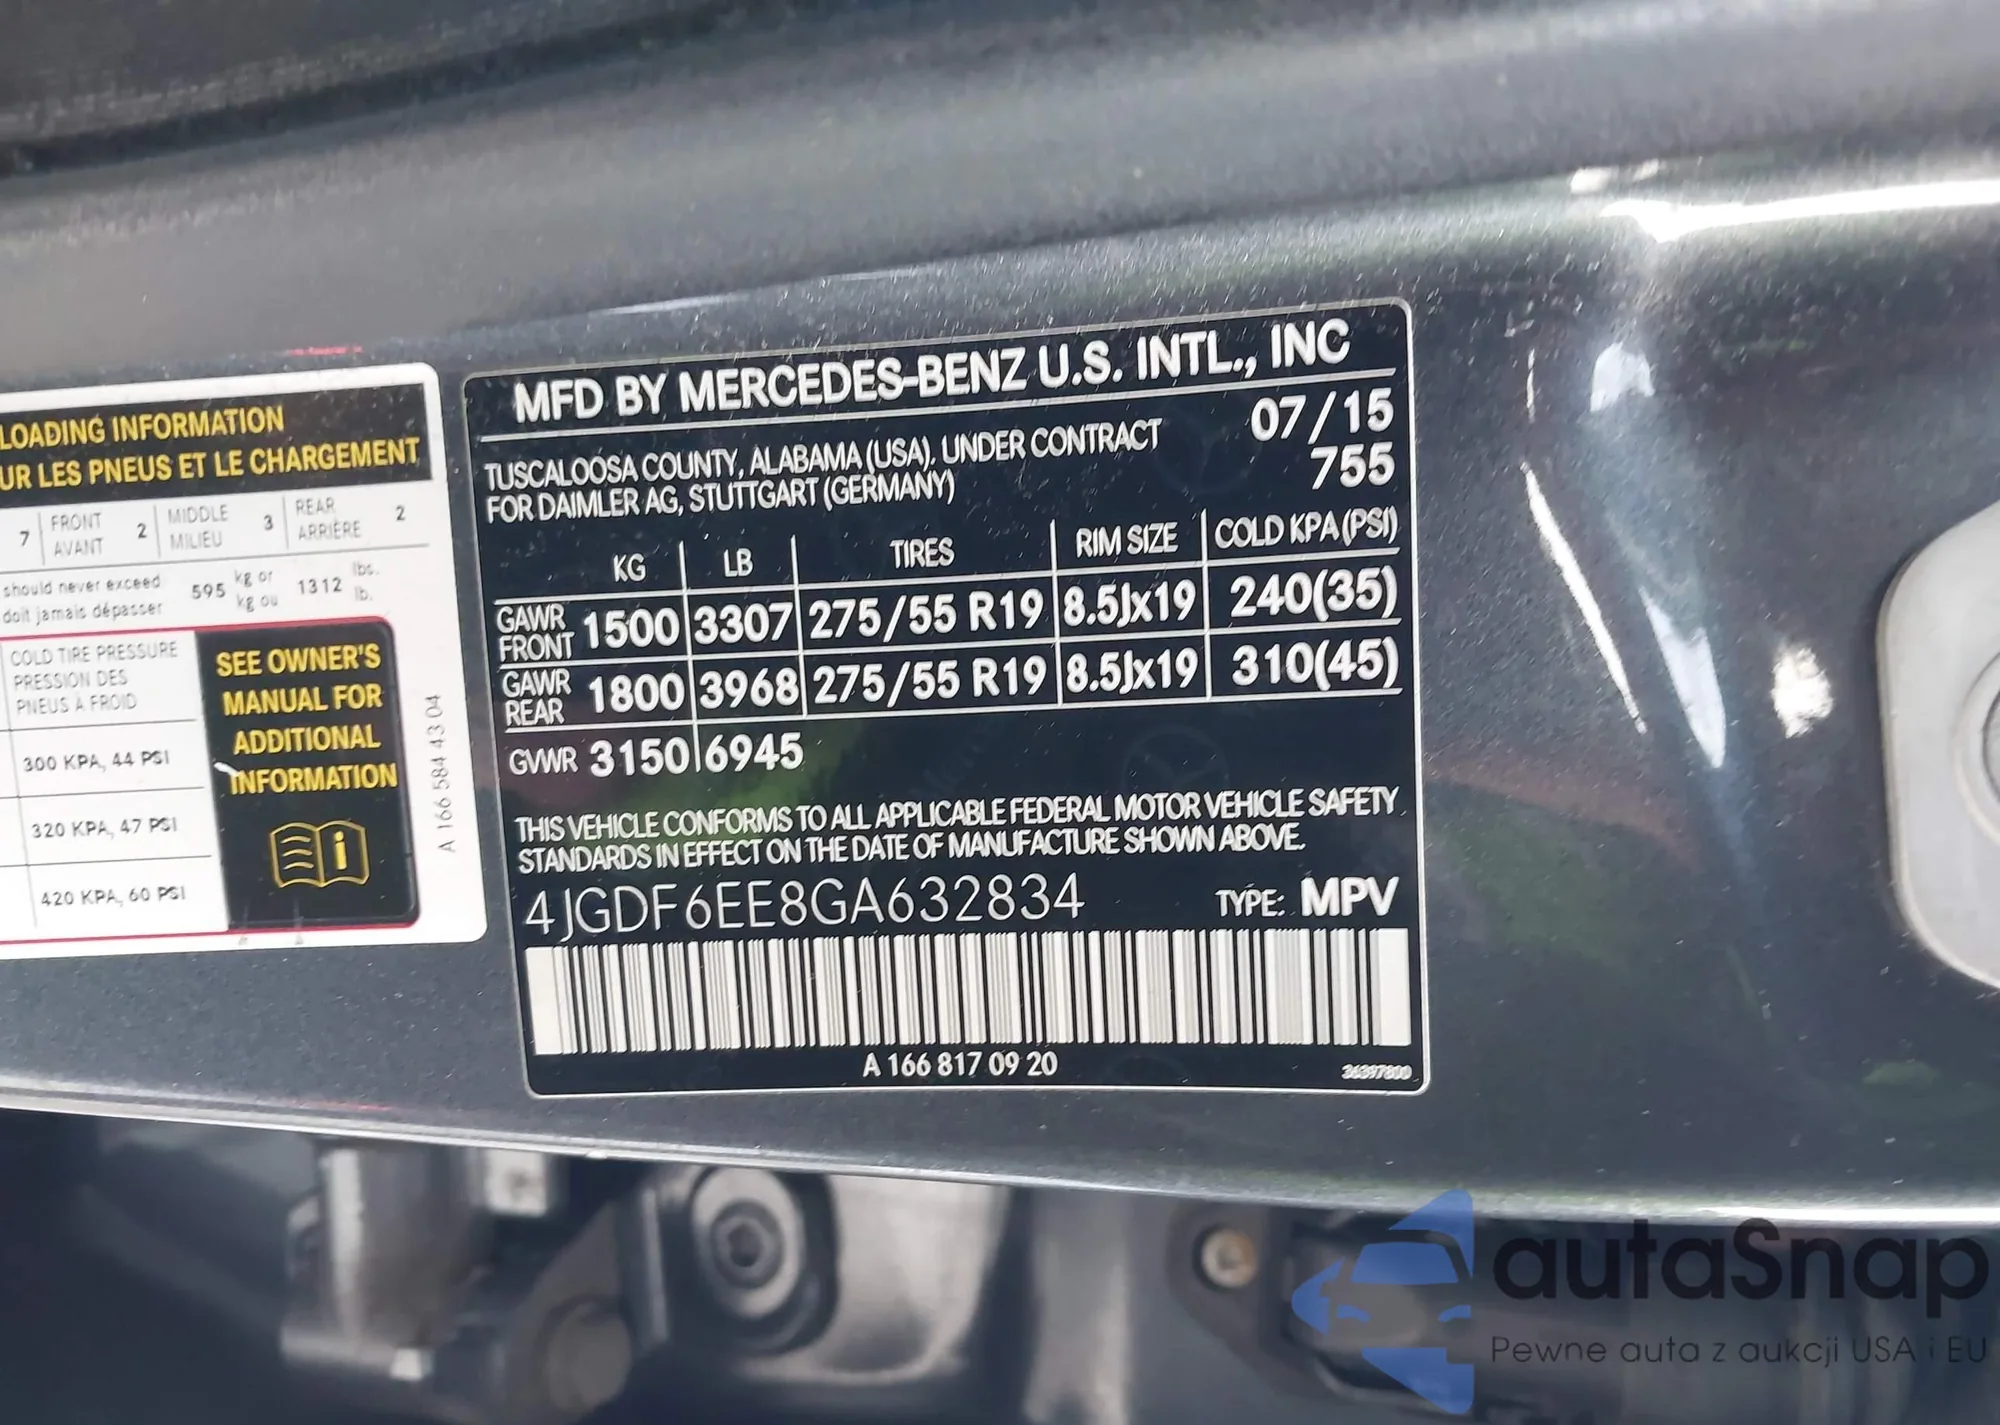 LOADING INFORMATION
UR LES PNEUS ET LE CHARGEMENT
7 FRONT AVANT 2 MIDDLE MILIEU 3 REAR ARRIÈRE 2
should never exceed 595 kg or 1312 lbs.
doit jamais dépasser kg ou lb.
COLD TIRE PRESSURE
PRESSION DES
PNEUS À FROID
300 KPA, 44 PSI
320 KPA, 47 PSI
420 KPA, 60 PSI
SEE OWNER'S
MANUAL FOR
ADDITIONAL
INFORMATION
i
A 166 584 43 04
MFD BY MERCEDES-BENZ U.S. INTL., INC
TUSCALOOSA COUNTY, ALABAMA (USA), UNDER CONTRACT
FOR DAIMLER AG, STUTTGART (GERMANY)
07/15
755
KG LB TIRES RIM SIZE COLD KPA (PSI)
GAWR FRONT 1500 3307 275/55 R19 8.5Jx19 240(35)
GAWR REAR 1800 3968 275/55 R19 8.5Jx19 310(45)
GVWR 3150 6945
THIS VEHICLE CONFORMS TO ALL APPLICABLE FEDERAL MOTOR VEHICLE SAFETY
STANDARDS IN EFFECT ON THE DATE OF MANUFACTURE SHOWN ABOVE.
4JGDF6EE8GA632834 TYPE: MPV
A 166 817 09 20
36397800
autaSnap
Pewne auta z aukcji USA i EU